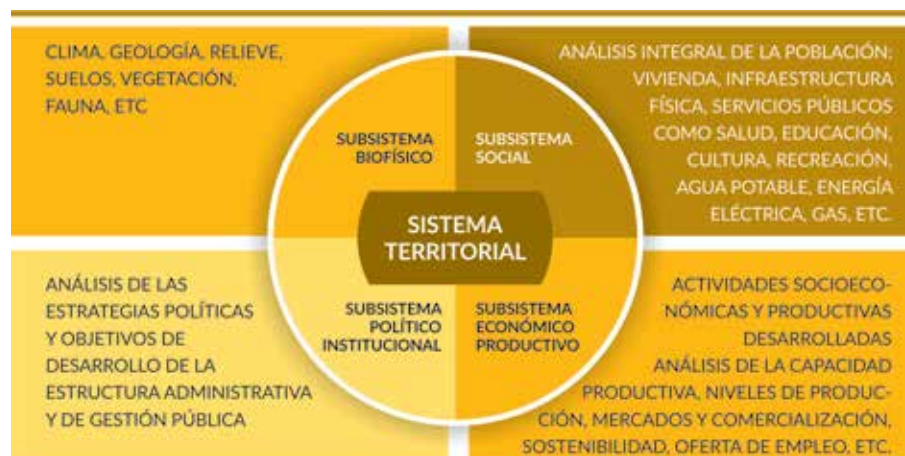 CLIMA, GEOLOGÍA, RELIEVE,
SUELOS, VEGETACIÓN,
FAUNA, ETC
ANÁLISIS INTEGRAL DE LA POBLACIÓN:
VIVIENDA, INFRAESTRUCTURA
FÍSICA, SERVICIOS PÚBLICOS
COMO SALUD, EDUCACIÓN,
CULTURA, RECREACIÓN,
AGUA POTABLE, ENERGÍA
ELÉCTRICA, GAS, ETC.
SUBSISTEMA
BIOFÍSICO
SUBSISTEMA
SOCIAL
SISTEMA
TERRITORIAL
SUBSISTEMA
POLÍTICO
INSTITUCIONAL
SUBSISTEMA
ECONÓMICO
PRODUCTIVO
ANÁLISIS DE LAS
ESTRATEGIAS POLÍTICAS
Y OBJETIVOS DE
DESARROLLO DE LA
ESTRUCTURA ADMINISTRATIVA
Y DE GESTIÓN PÚBLICA
ACTIVIDADES SOCIOECO-
NÓMICAS Y PRODUCTIVAS
DESARROLLADAS
ANÁLISIS DE LA CAPACIDAD
PRODUCTIVA, NIVELES DE PRODUC-
CIÓN, MERCADOS Y COMERCIALIZACIÓN,
SOSTENIBILIDAD, OFERTA DE EMPLEO, ETC.